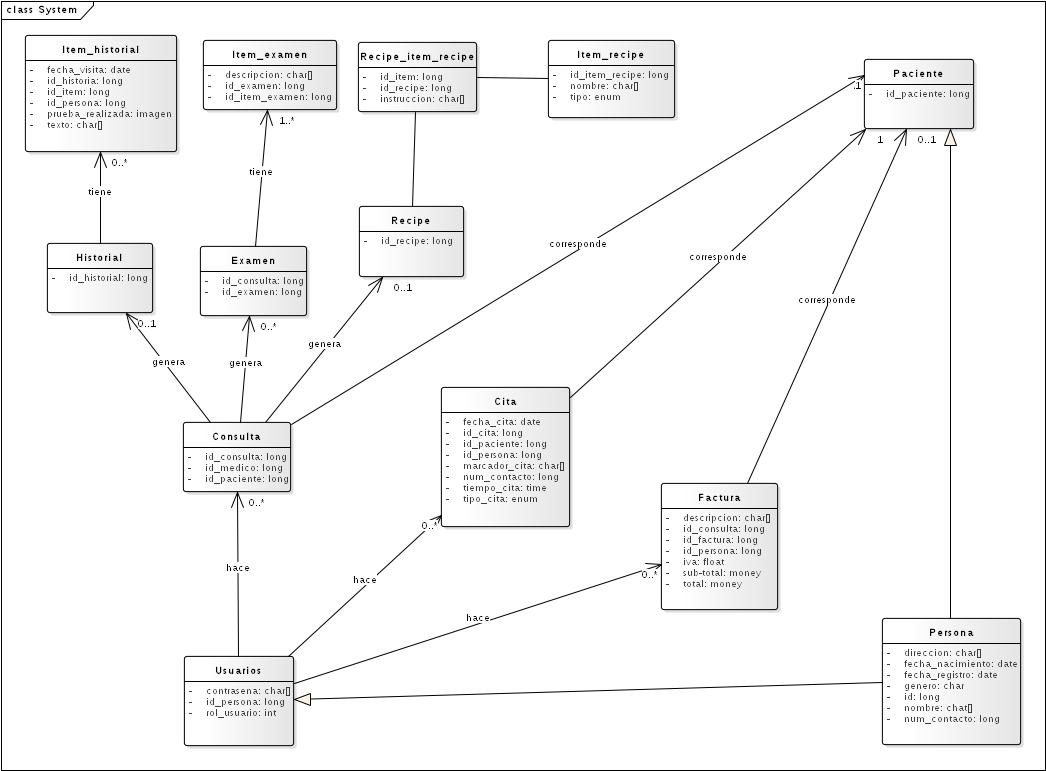 class System
Item_historial
- fecha_visita: date
- id_historia: long
- id_item: long
- id_persona: long
- prueba_realizada: imagen
- texto: char[]
Item_examen
- descripcion: char[]
- id_examen: long
- id_item_examen: long
Recipe_item_recipe
- id_item: long
- id_recipe: long
- instruccion: char[]
Item_recipe
- id_item_recipe: long
- nombre: char[]
- tipo: enum
Paciente
- id_paciente: long
1
1
0..1
0..*
tiene
1..*
tiene
Historial
- id_historial: long
Examen
- id_consulta: long
- id_examen: long
Recipe
- id_recipe: long
corresponde
corresponde
corresponde
0..1
genera
0..*
genera
0..1
genera
Consulta
- id_consulta: long
- id_medico: long
- id_paciente: long
Cita
- fecha_cita: date
- id_cita: long
- id_paciente: long
- id_persona: long
- marcador_cita: char[]
- num_contacto: long
- tiempo_cita: time
- tipo_cita: enum
Factura
- descripcion: char[]
- id_consulta: long
- id_factura: long
- id_persona: long
- iva: float
- sub-total: money
- total: money
0..*
hace
0..*
hace
0..*
hace
Usuarios
- contrasena: char[]
- id_persona: long
- rol_usuario: int
Persona
- direccion: char[]
- fecha_nacimiento: date
- fecha_registro: date
- genero: char
- id: long
- nombre: chat[]
- num_contacto: long